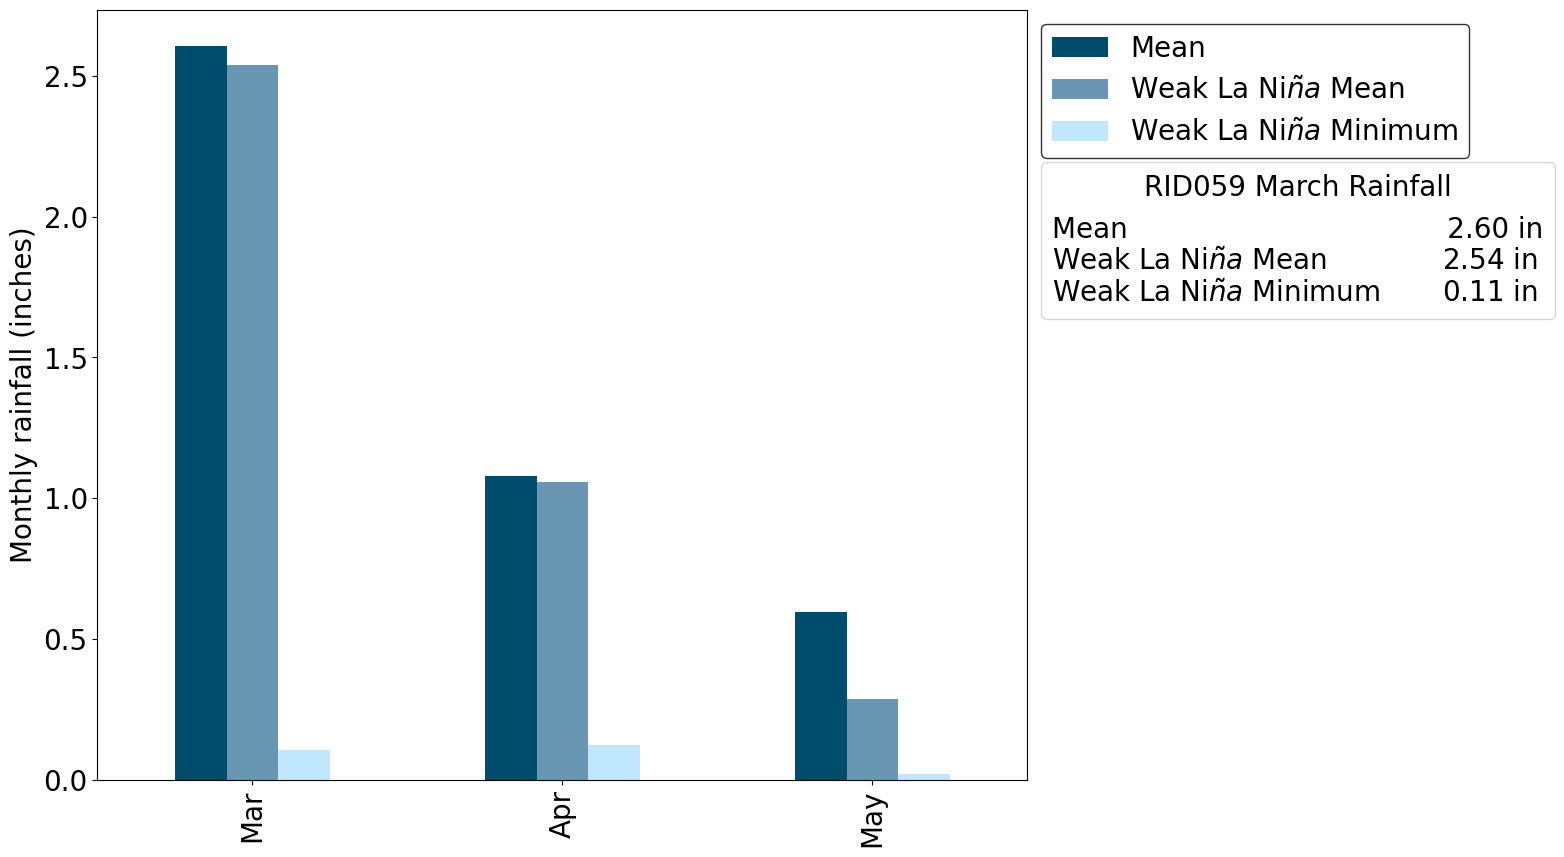 Monthly rainfall (inches)
2.5
2.0
1.5
1.0
0.5
0.0
Mar
Apr
May
Mean
Weak La Niña Mean
Weak La Niña Minimum
RID059 March Rainfall
Mean 2.60 in
Weak La Niña Mean 2.54 in
Weak La Niña Minimum 0.11 in